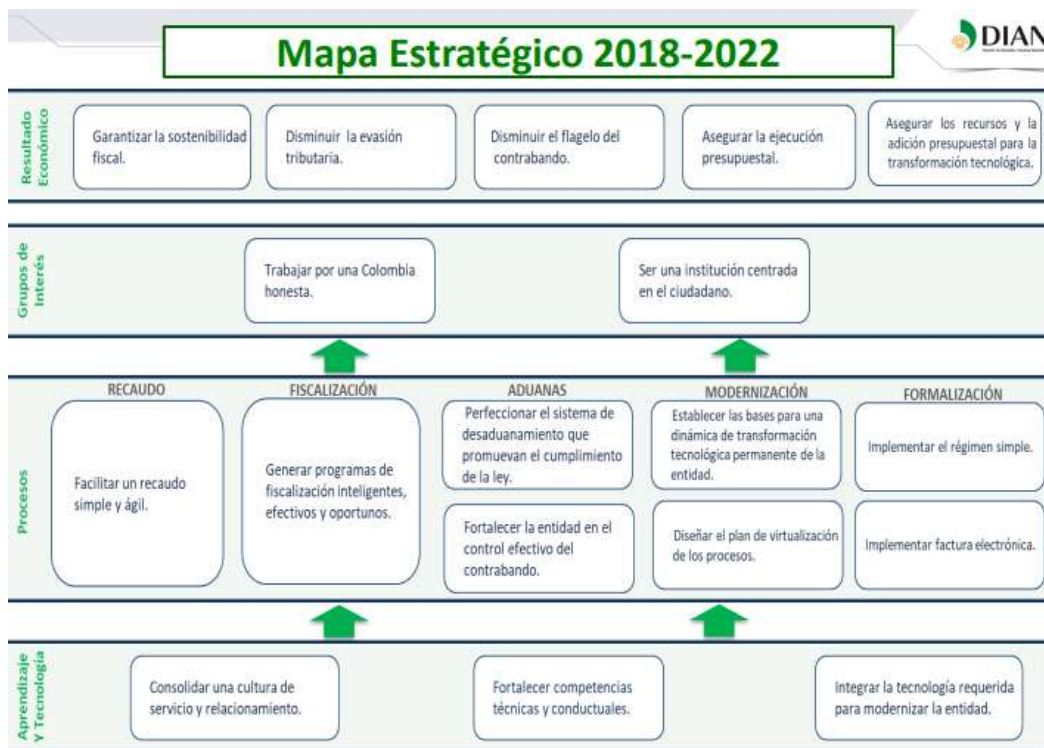 Mapa Estratégico 2018-2022
DIAN
Resultado
Económico
Garantizar la sostenibilidad
fiscal.
Disminuir la evasión
tributaria.
Disminuir el flagelo del
contrabando.
Asegurar la ejecución
presupuestal.
Asegurar los recursos y la
adición presupuestal para la
transformación tecnológica.
Grupos de
Interés
Trabajar por una Colombia
honesta.
Ser una institución centrada
en el ciudadano.
Procesos
RECAUDO
Facilitar un recaudo
simple y ágil.
FISCALIZACIÓN
Generar programas de
fiscalización inteligentes,
efectivos y oportunos.
ADUANAS
Perfeccionar el sistema de
desaduanamiento que
promuevan el cumplimiento
de la ley.
Fortalecer la entidad en el
control efectivo del
contrabando.
MODERNIZACIÓN
Establecer las bases para una
dinámica de transformación
tecnológica permanente de la
entidad.
Diseñar el plan de virtualización
de los procesos.
FORMALIZACIÓN
Implementar el régimen simple.
Implementar factura electrónica.
Aprendizaje
y Tecnología
Consolidar una cultura de
servicio y relacionamiento.
Fortalecer competencias
técnicas y conductuales.
Integrar la tecnología requerida
para modernizar la entidad.